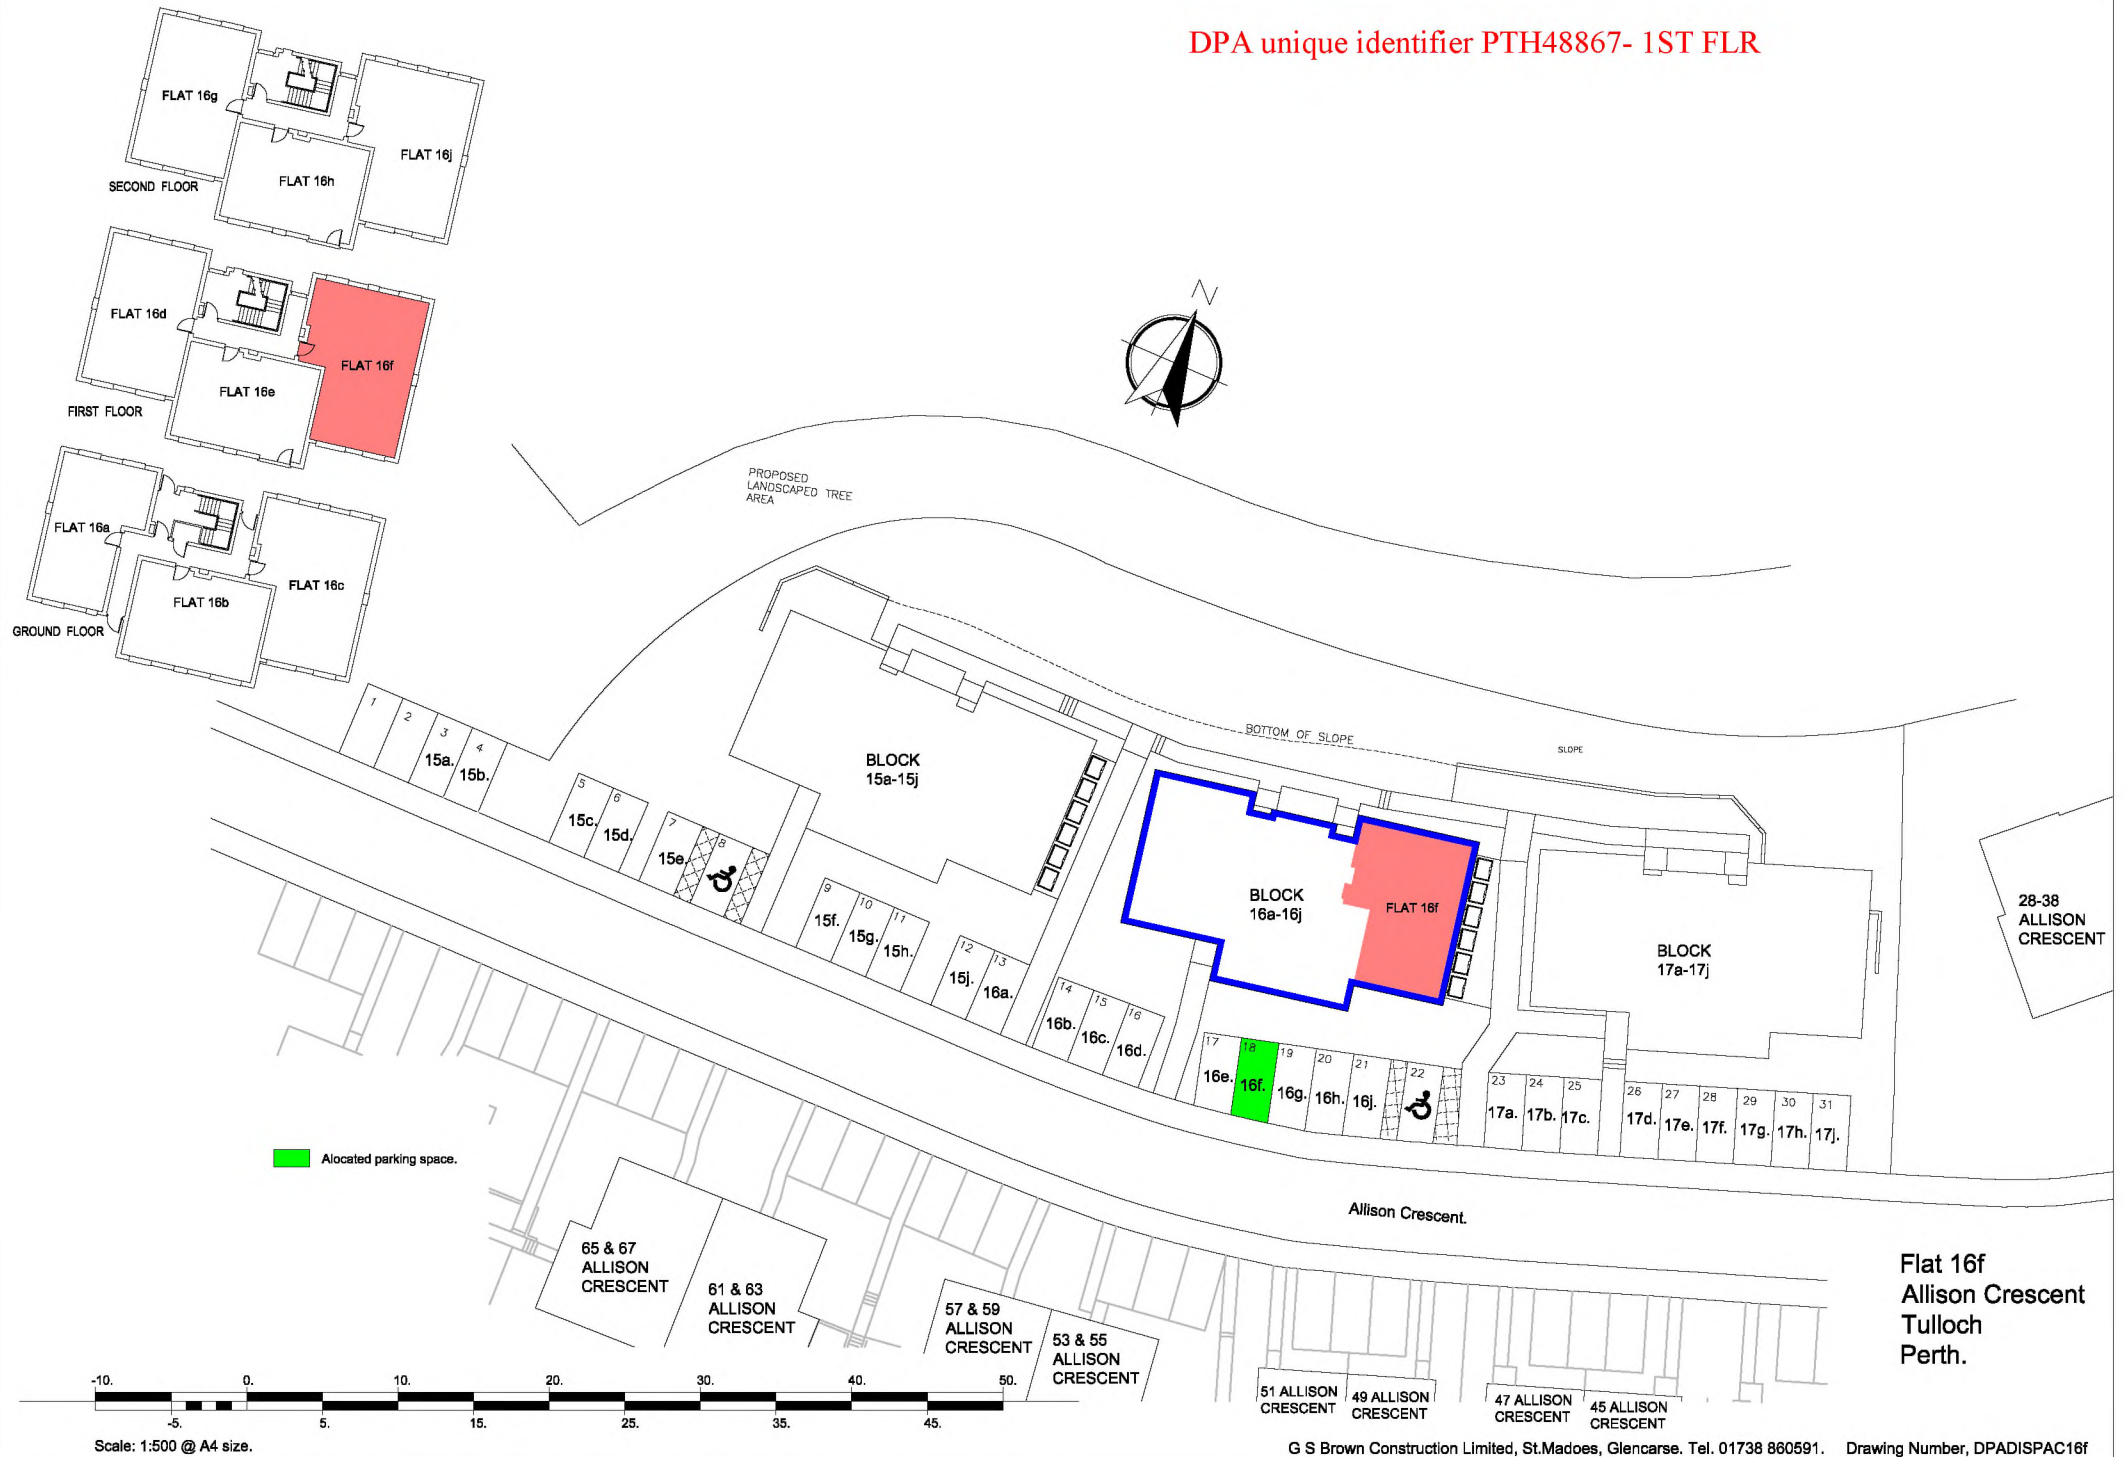 DPA unique identifier PTH48867- 1ST FLR
FLAT 16g
FLAT 16j
FLAT 16h
SECOND FLOOR
FLAT 16d
FLAT 16f
FLAT 16e
FIRST FLOOR
FLAT 16a
FLAT 16c
FLAT 16b
GROUND FLOOR
N
PROPOSED
LANDSCAPED TREE
AREA
BOTTOM OF SLOPE
SLOPE
BLOCK
15a-15j
BLOCK
16a-16j
FLAT 16f
BLOCK
17a-17j
28-38
ALLISON
CRESCENT
1
2
3
15a.
4
15b.
5
15c.
6
15d.
7
15e.
8
9
15f.
10
15g.
11
15h.
12
15j.
13
16a.
14
16b.
15
16c.
16
16d.
17
16e.
18
16f.
19
16g.
20
16h.
21
16j.
22
23
17a.
24
17b.
25
17c.
26
17d.
27
17e.
28
17f.
29
17g.
30
17h.
31
17j.
Alocated parking space.
Allison Crescent.
65 & 67
ALLISON
CRESCENT
61 & 63
ALLISON
CRESCENT
57 & 59
ALLISON
CRESCENT
53 & 55
ALLISON
CRESCENT
51 ALLISON
CRESCENT
49 ALLISON
CRESCENT
47 ALLISON
CRESCENT
45 ALLISON
CRESCENT
Flat 16f
Allison Crescent
Tulloch
Perth.
-10. 0. 10. 20. 30. 40. 50.
-5. 5. 15. 25. 35. 45.
Scale: 1:500 @ A4 size.
G S Brown Construction Limited, St.Madoes, Glencarse. Tel. 01738 860591. Drawing Number, DPADISPAC16f